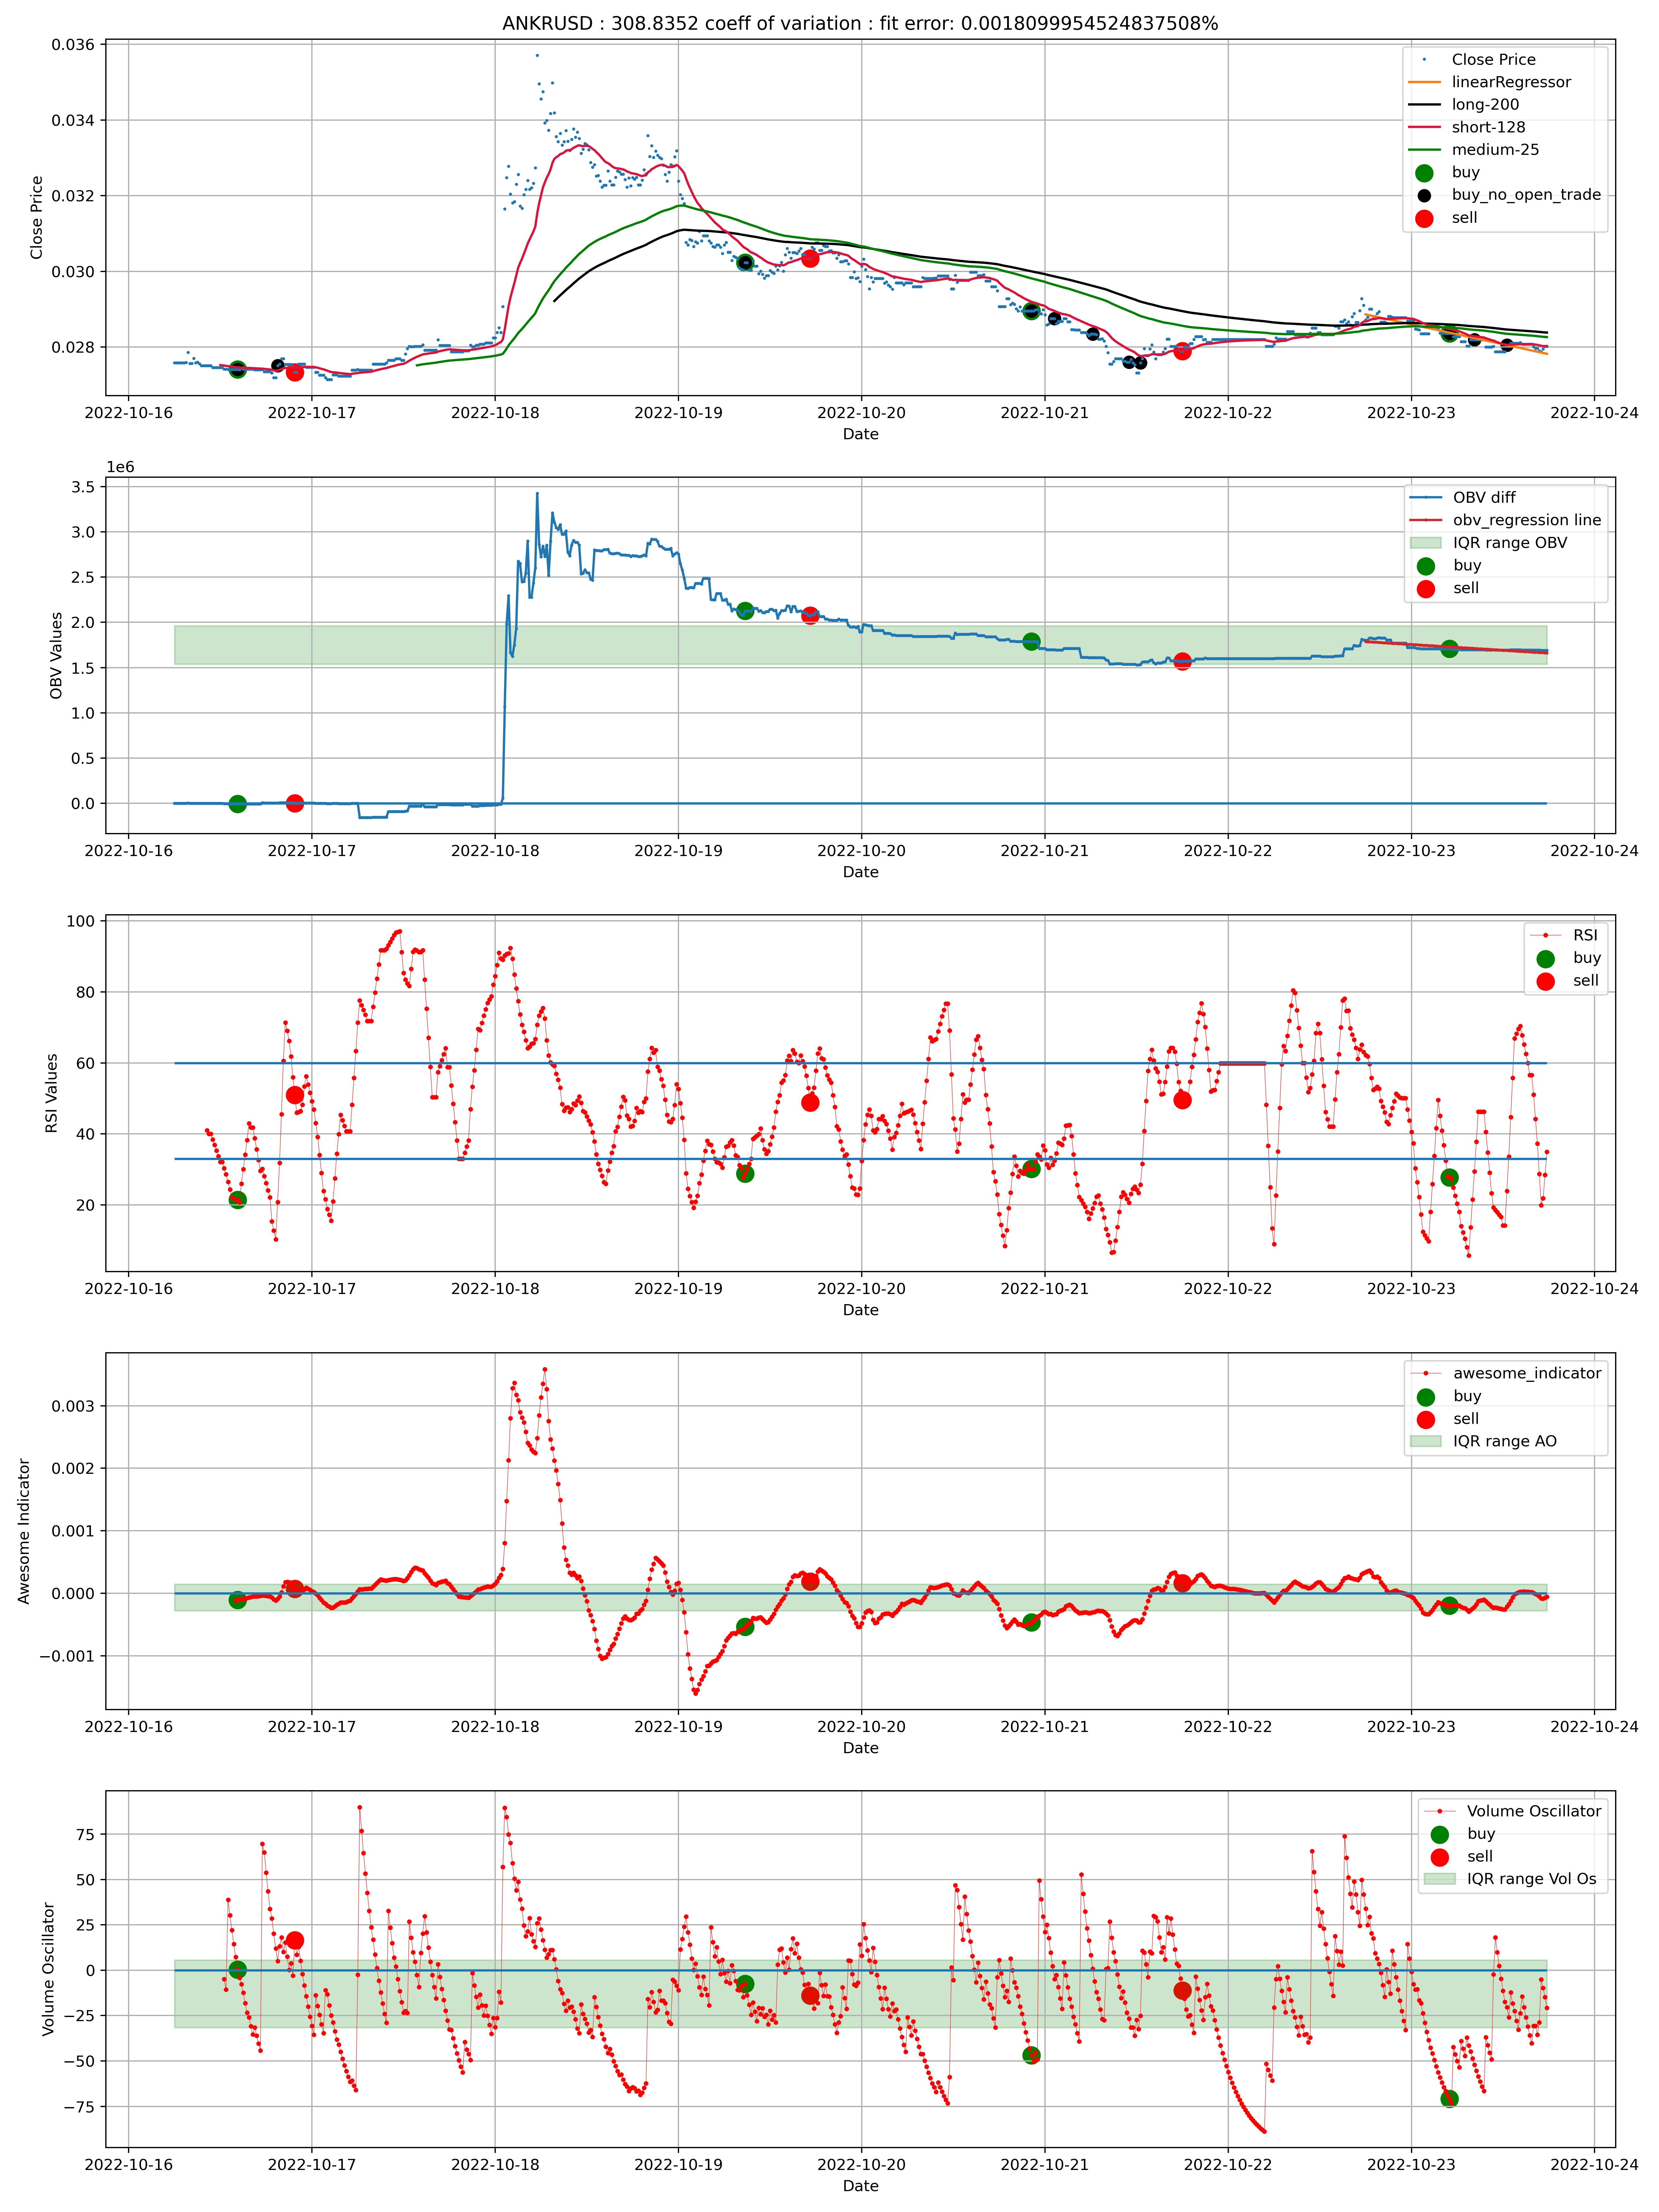 ANKRUSD : 308.8352 coeff of variation : fit error: 0.0018099954524837508%
0.036
0.034
0.032
0.030
0.028
Close Price
Close Price
linearRegressor
long-200
short-128
medium-25
buy
buy_no_open_trade
sell
2022-10-16 2022-10-17 2022-10-18 2022-10-19 2022-10-20 2022-10-21 2022-10-22 2022-10-23 2022-10-24
Date
1e6
3.5
3.0
2.5
2.0
1.5
1.0
0.5
0.0
OBV Values
OBV diff
obv_regression line
IQR range OBV
buy
sell
2022-10-16 2022-10-17 2022-10-18 2022-10-19 2022-10-20 2022-10-21 2022-10-22 2022-10-23 2022-10-24
Date
100
80
60
40
20
RSI Values
RSI
buy
sell
2022-10-16 2022-10-17 2022-10-18 2022-10-19 2022-10-20 2022-10-21 2022-10-22 2022-10-23 2022-10-24
Date
0.003
0.002
0.001
0.000
−0.001
Awesome Indicator
awesome_indicator
buy
sell
IQR range AO
2022-10-16 2022-10-17 2022-10-18 2022-10-19 2022-10-20 2022-10-21 2022-10-22 2022-10-23 2022-10-24
Date
75
50
25
0
−25
−50
−75
Volume Oscillator
Volume Oscillator
buy
sell
IQR range Vol Os
2022-10-16 2022-10-17 2022-10-18 2022-10-19 2022-10-20 2022-10-21 2022-10-22 2022-10-23 2022-10-24
Date